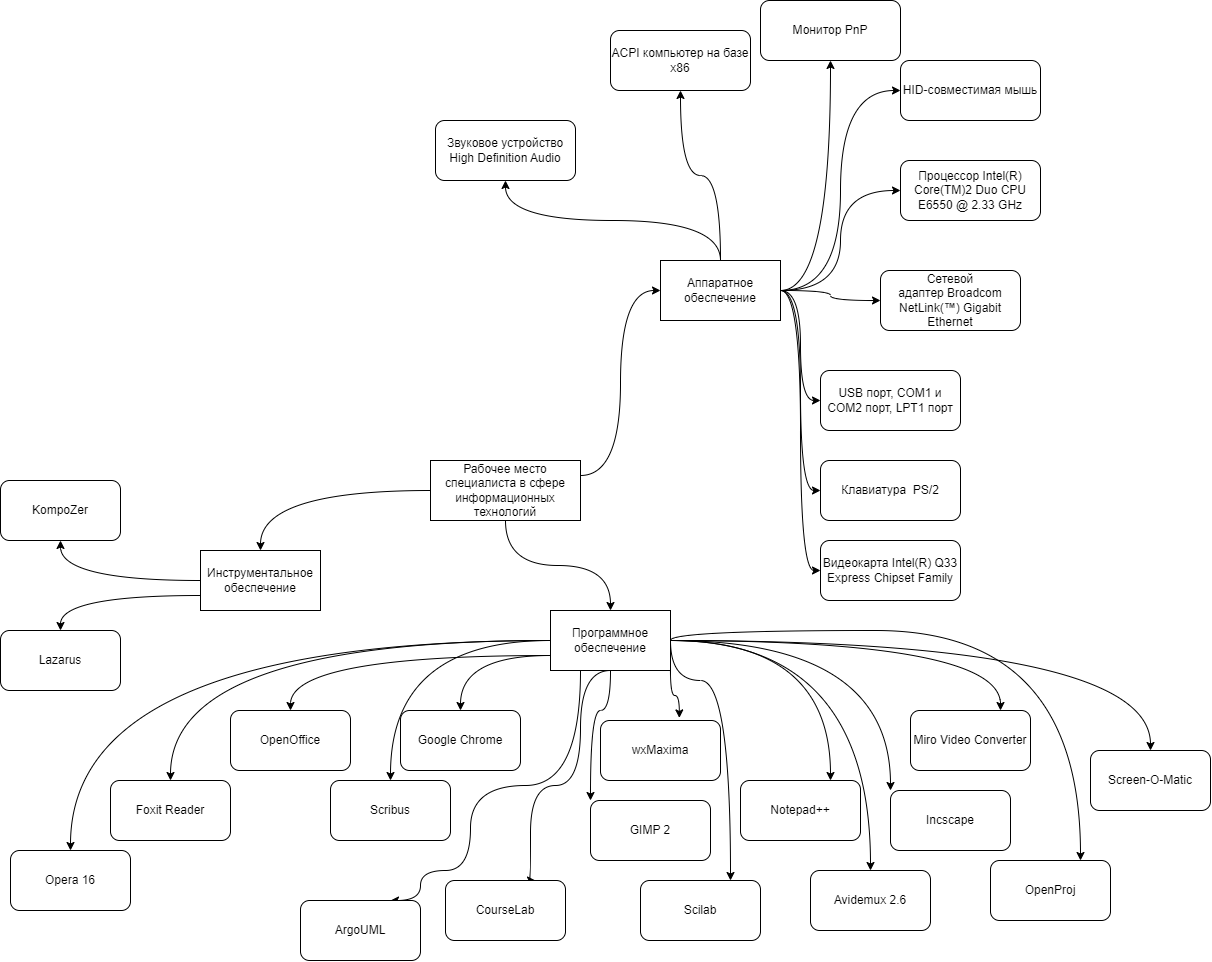 Монитор PnP
ACPI компьютер на базе
x86
HID-совместимая мышь
Звуковое устройство
High Definition Audio
Процессор Intel(R)
Core(TM)2 Duo CPU
E6550 @ 2.33 GHz
Аппаратное
обеспечение
Сетевой
адаптер Broadcom
NetLink(™) Gigabit
Ethernet
USB порт, COM1 и
COM2 порт, LPT1 порт
Рабочее место
специалиста в сфере
информационных
технологий
Клавиатура PS/2
KompoZer
Инструментальное
обеспечение
Видеокарта Intel(R) Q33
Express Chipset Family
Lazarus
Программное
обеспечение
OpenOffice
Google Chrome
wxMaxima
Miro Video Converter
Screen-O-Matic
Foxit Reader
Scribus
GIMP 2
Notepad++
Incscape
Opera 16
ArgoUML
CourseLab
Scilab
Avidemux 2.6
OpenProj